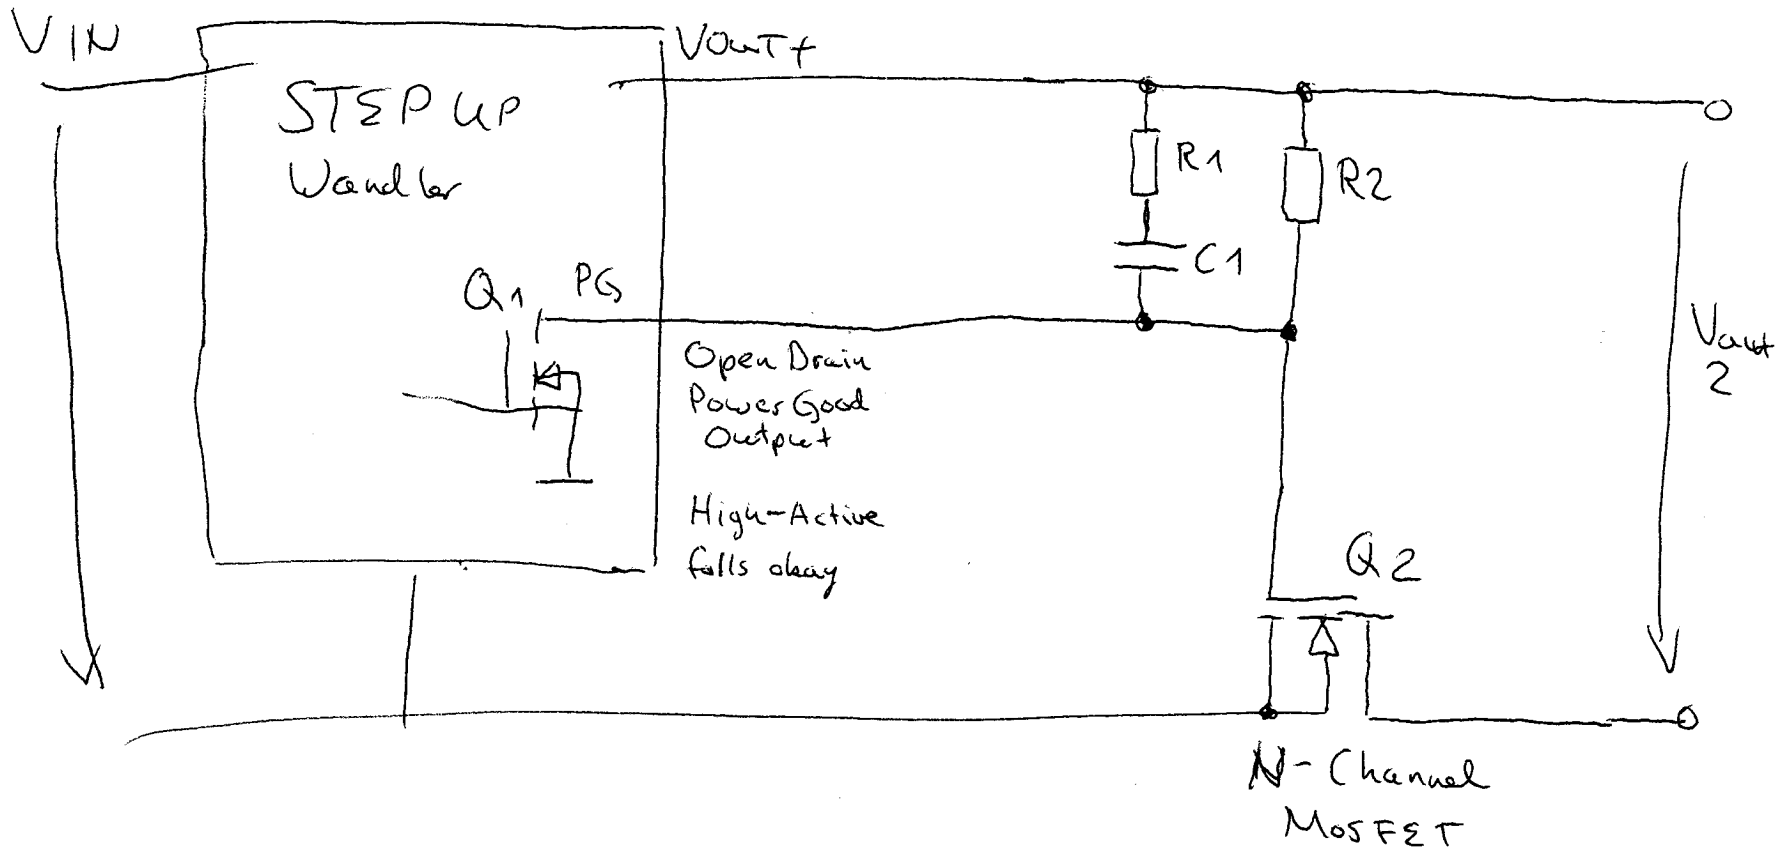 VIN
VOUT+
STEP UP
Wandler
R1
R2
C1
Q1
PG
Open Drain
Power Good
Output
High-Active
falls okay
Vout
2
Q2
N-Channel
MOSFET